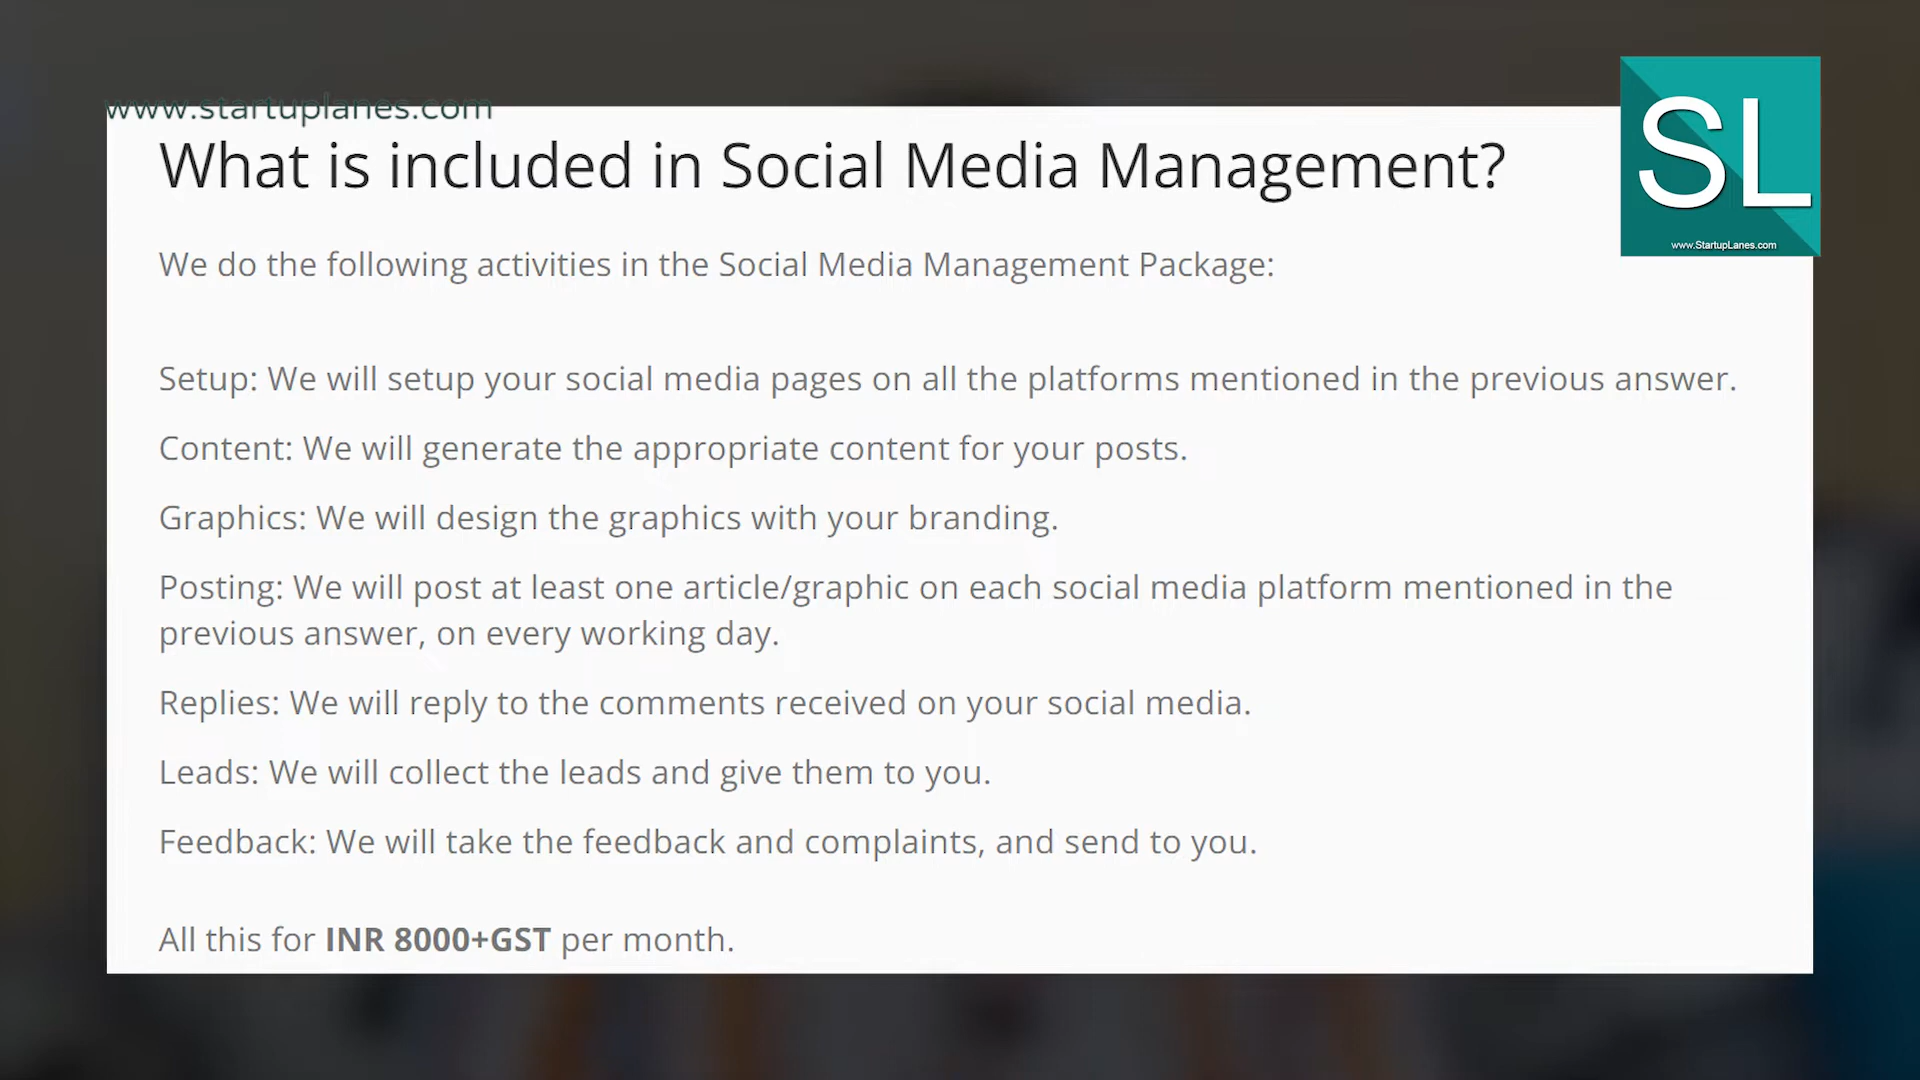 www.startuplanes.com
What is included in Social Media Management?
SL
www.StartupLanes.com
We do the following activities in the Social Media Management Package:
Setup: We will setup your social media pages on all the platforms mentioned in the previous answer.
Content: We will generate the appropriate content for your posts.
Graphics: We will design the graphics with your branding.
Posting: We will post at least one article/graphic on each social media platform mentioned in the
previous answer, on every working day.
Replies: We will reply to the comments received on your social media.
Leads: We will collect the leads and give them to you.
Feedback: We will take the feedback and complaints, and send to you.
All this for INR 8000+GST per month.